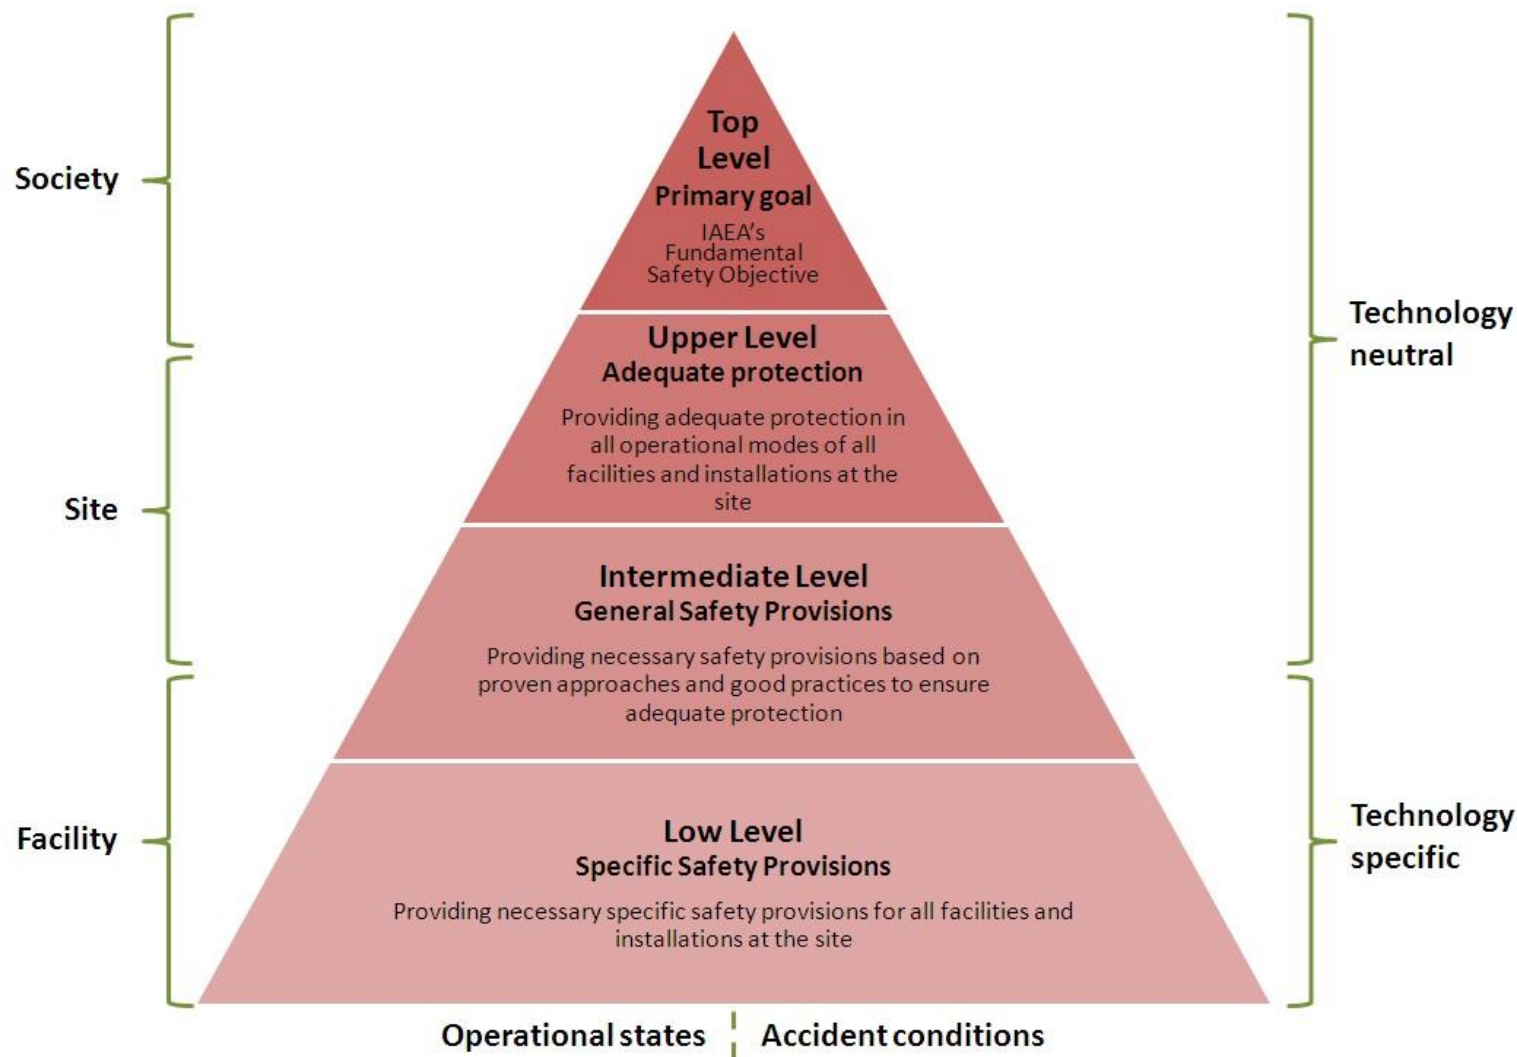 Top
Level
Primary goal
IAEA's
Fundamental
Safety Objective
Society
Upper Level
Adequate protection
Providing adequate protection in
all operational modes of all
facilities and installations at the
site
Technology
neutral
Site
Intermediate Level
General Safety Provisions
Providing necessary safety provisions based on
proven approaches and good practices to ensure
adequate protection
Facility
Low Level
Specific Safety Provisions
Providing necessary specific safety provisions for all facilities and
installations at the site
Technology
specific
Operational states
Accident conditions